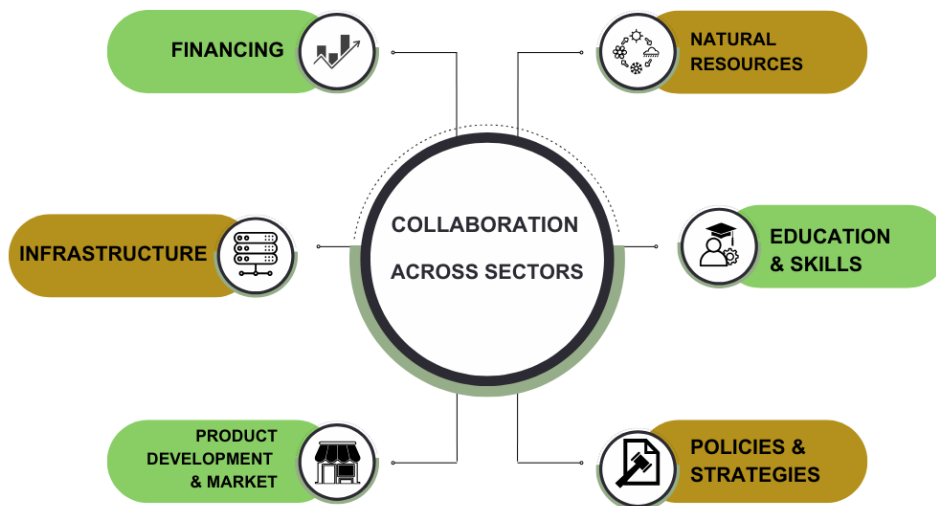 FINANCING
NATURAL
RESOURCES
COLLABORATION
ACROSS SECTORS
INFRASTRUCTURE
EDUCATION
& SKILLS
PRODUCT
DEVELOPMENT
& MARKET
POLICIES &
STRATEGIES